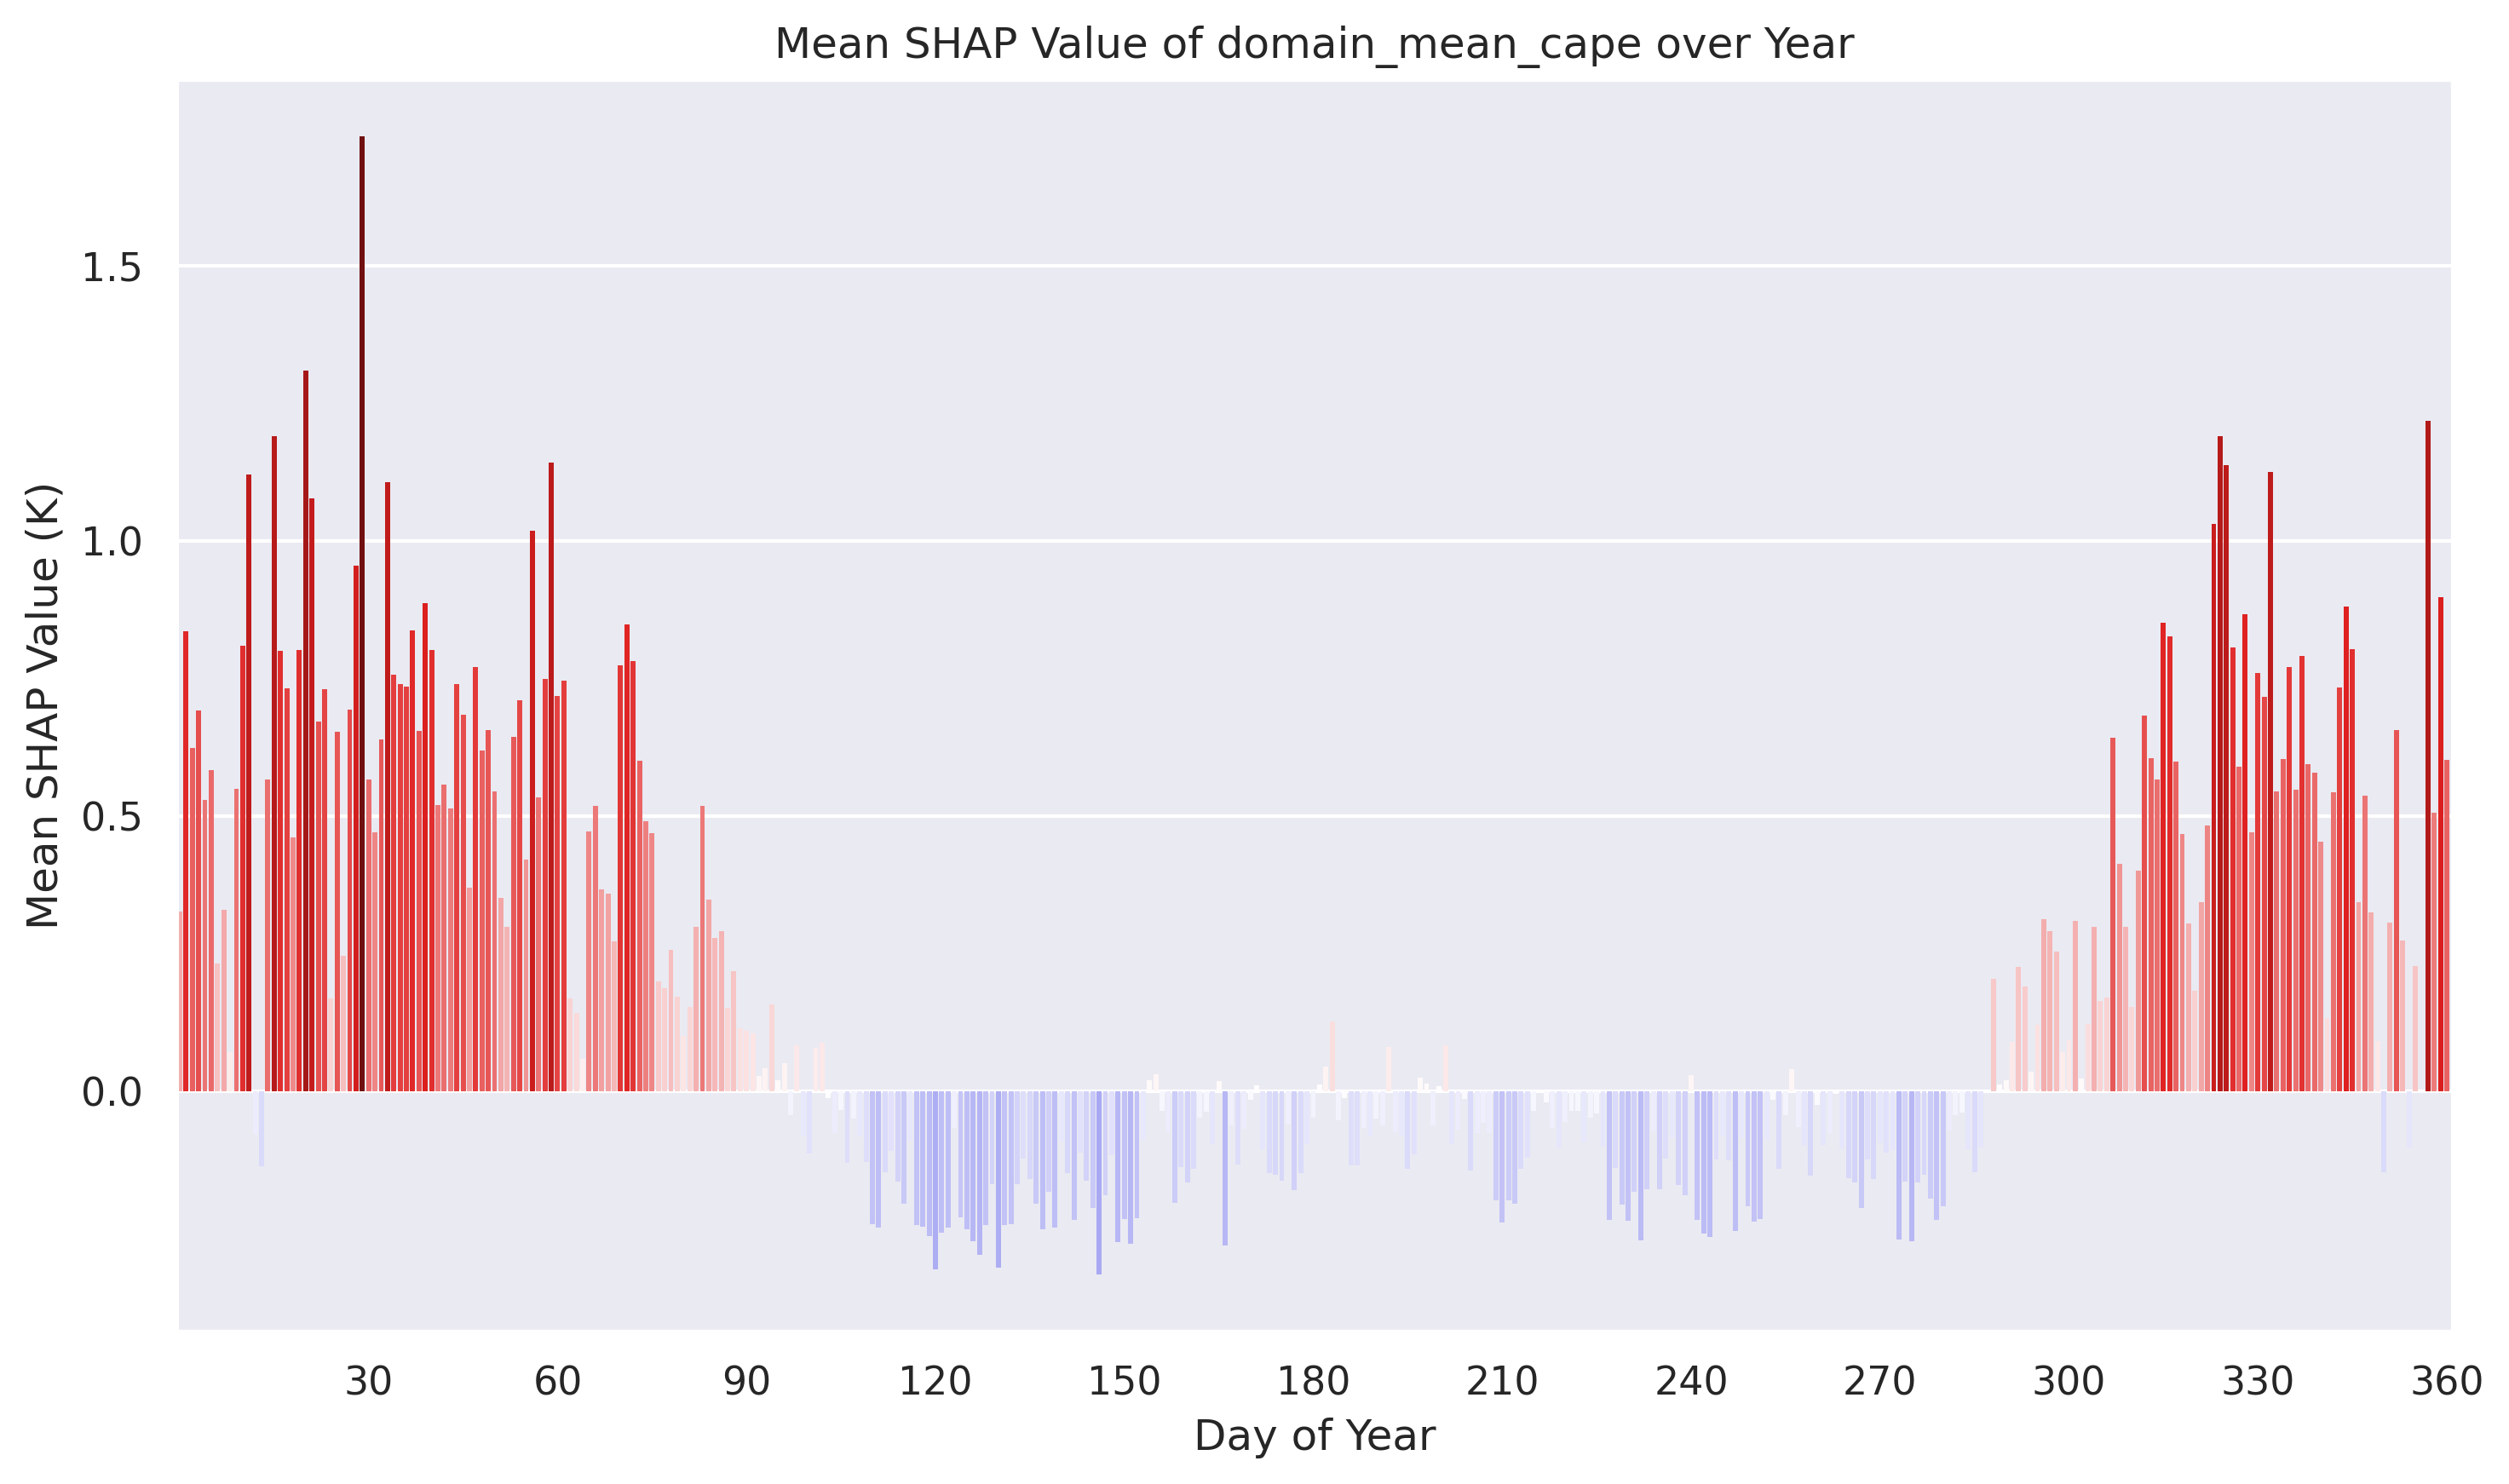 Mean SHAP Value of domain_mean_cape over Year
Mean SHAP Value (K)
1.5
1.0
0.5
0.0
30 60 90 120 150 180 210 240 270 300 330 360
Day of Year